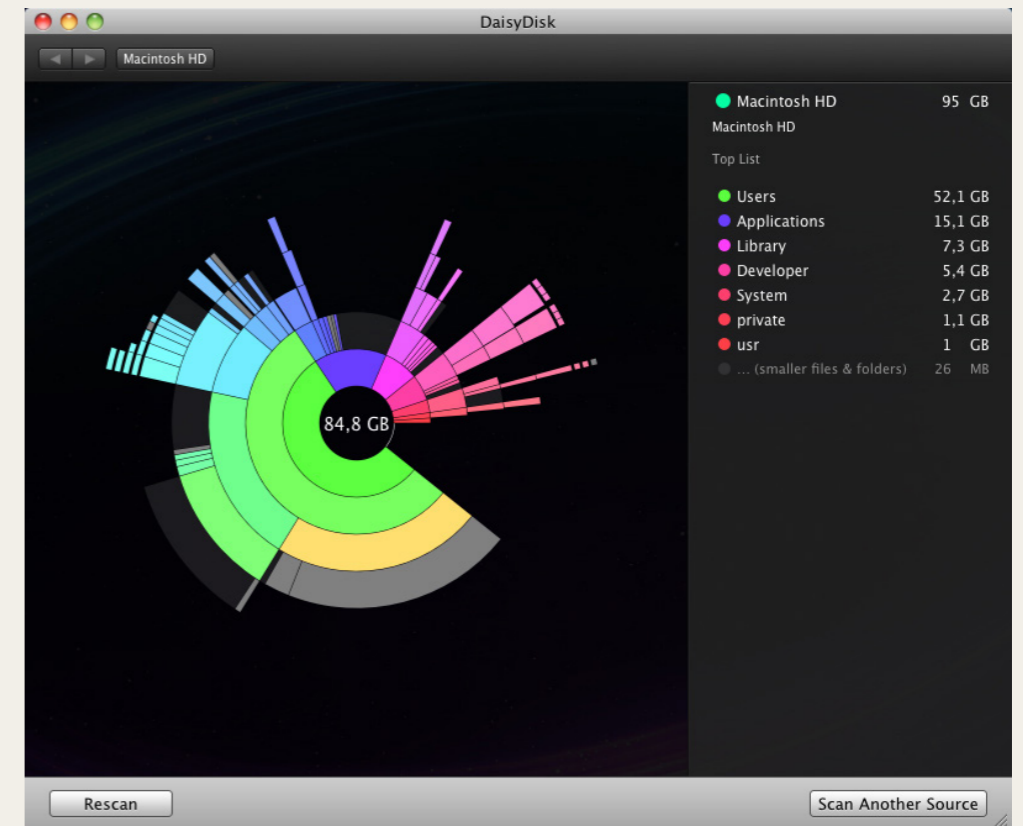 DaisyDisk
Macintosh HD
Macintosh HD 95 GB
Macintosh HD
Top List
Users 52,1 GB
Applications 15,1 GB
Library 7,3 GB
Developer 5,4 GB
System 2,7 GB
private 1,1 GB
usr 1 GB
... (smaller files & folders) 26 MB
84,8 GB
Rescan
Scan Another Source